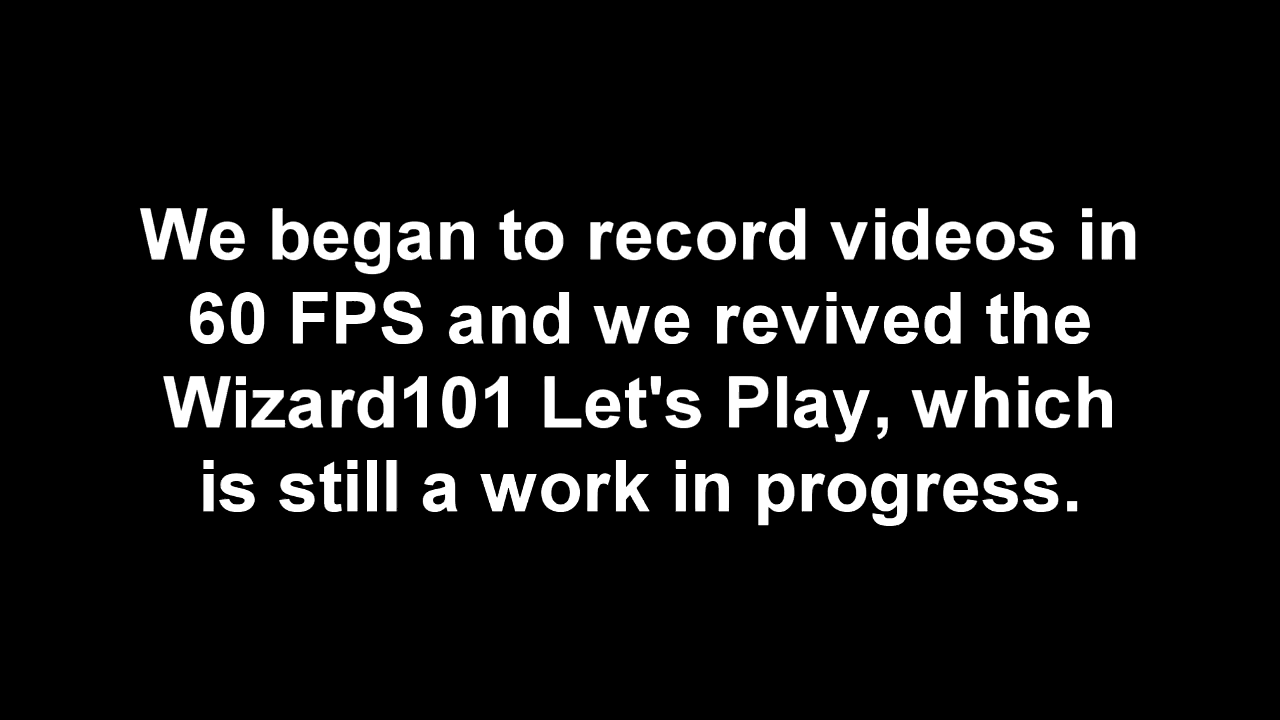 We began to record videos in
60 FPS and we revived the
Wizard101 Let's Play, which
is still a work in progress.